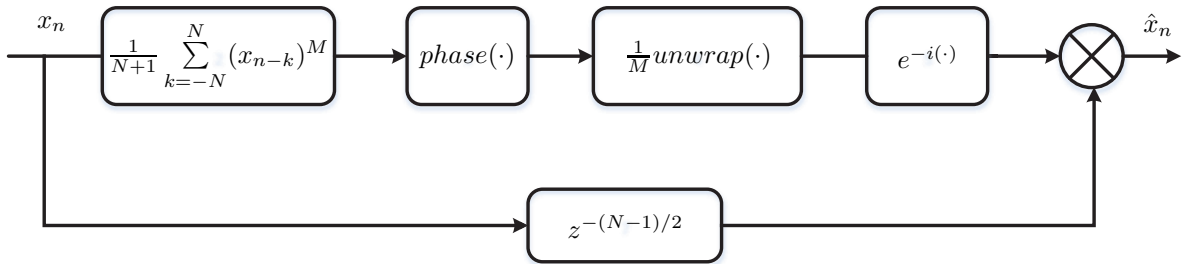 x_n
\frac{1}{N+1} \sum_{k=-N}^{N} (x_{n-k})^M
phase(·)
\frac{1}{M} unwrap(·)
e^{-i(·)}
\hat{x}_n
z^{-(N-1)/2}